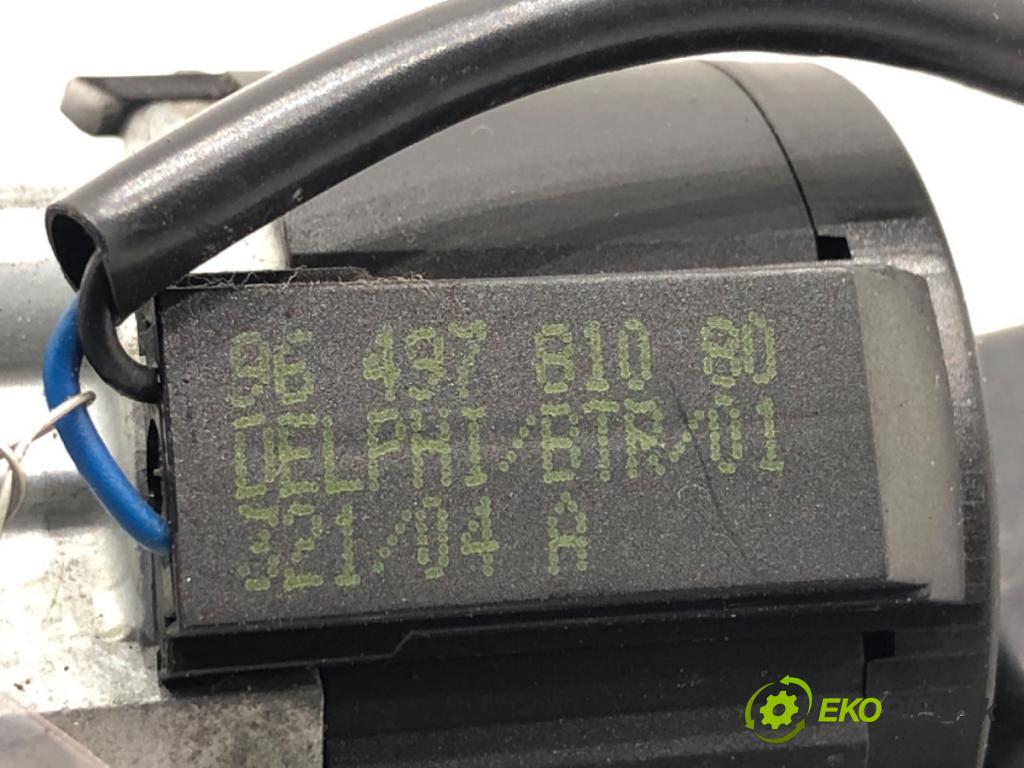 96 497 810 80
DELPHI/BTR/01
321/04 A
EKO